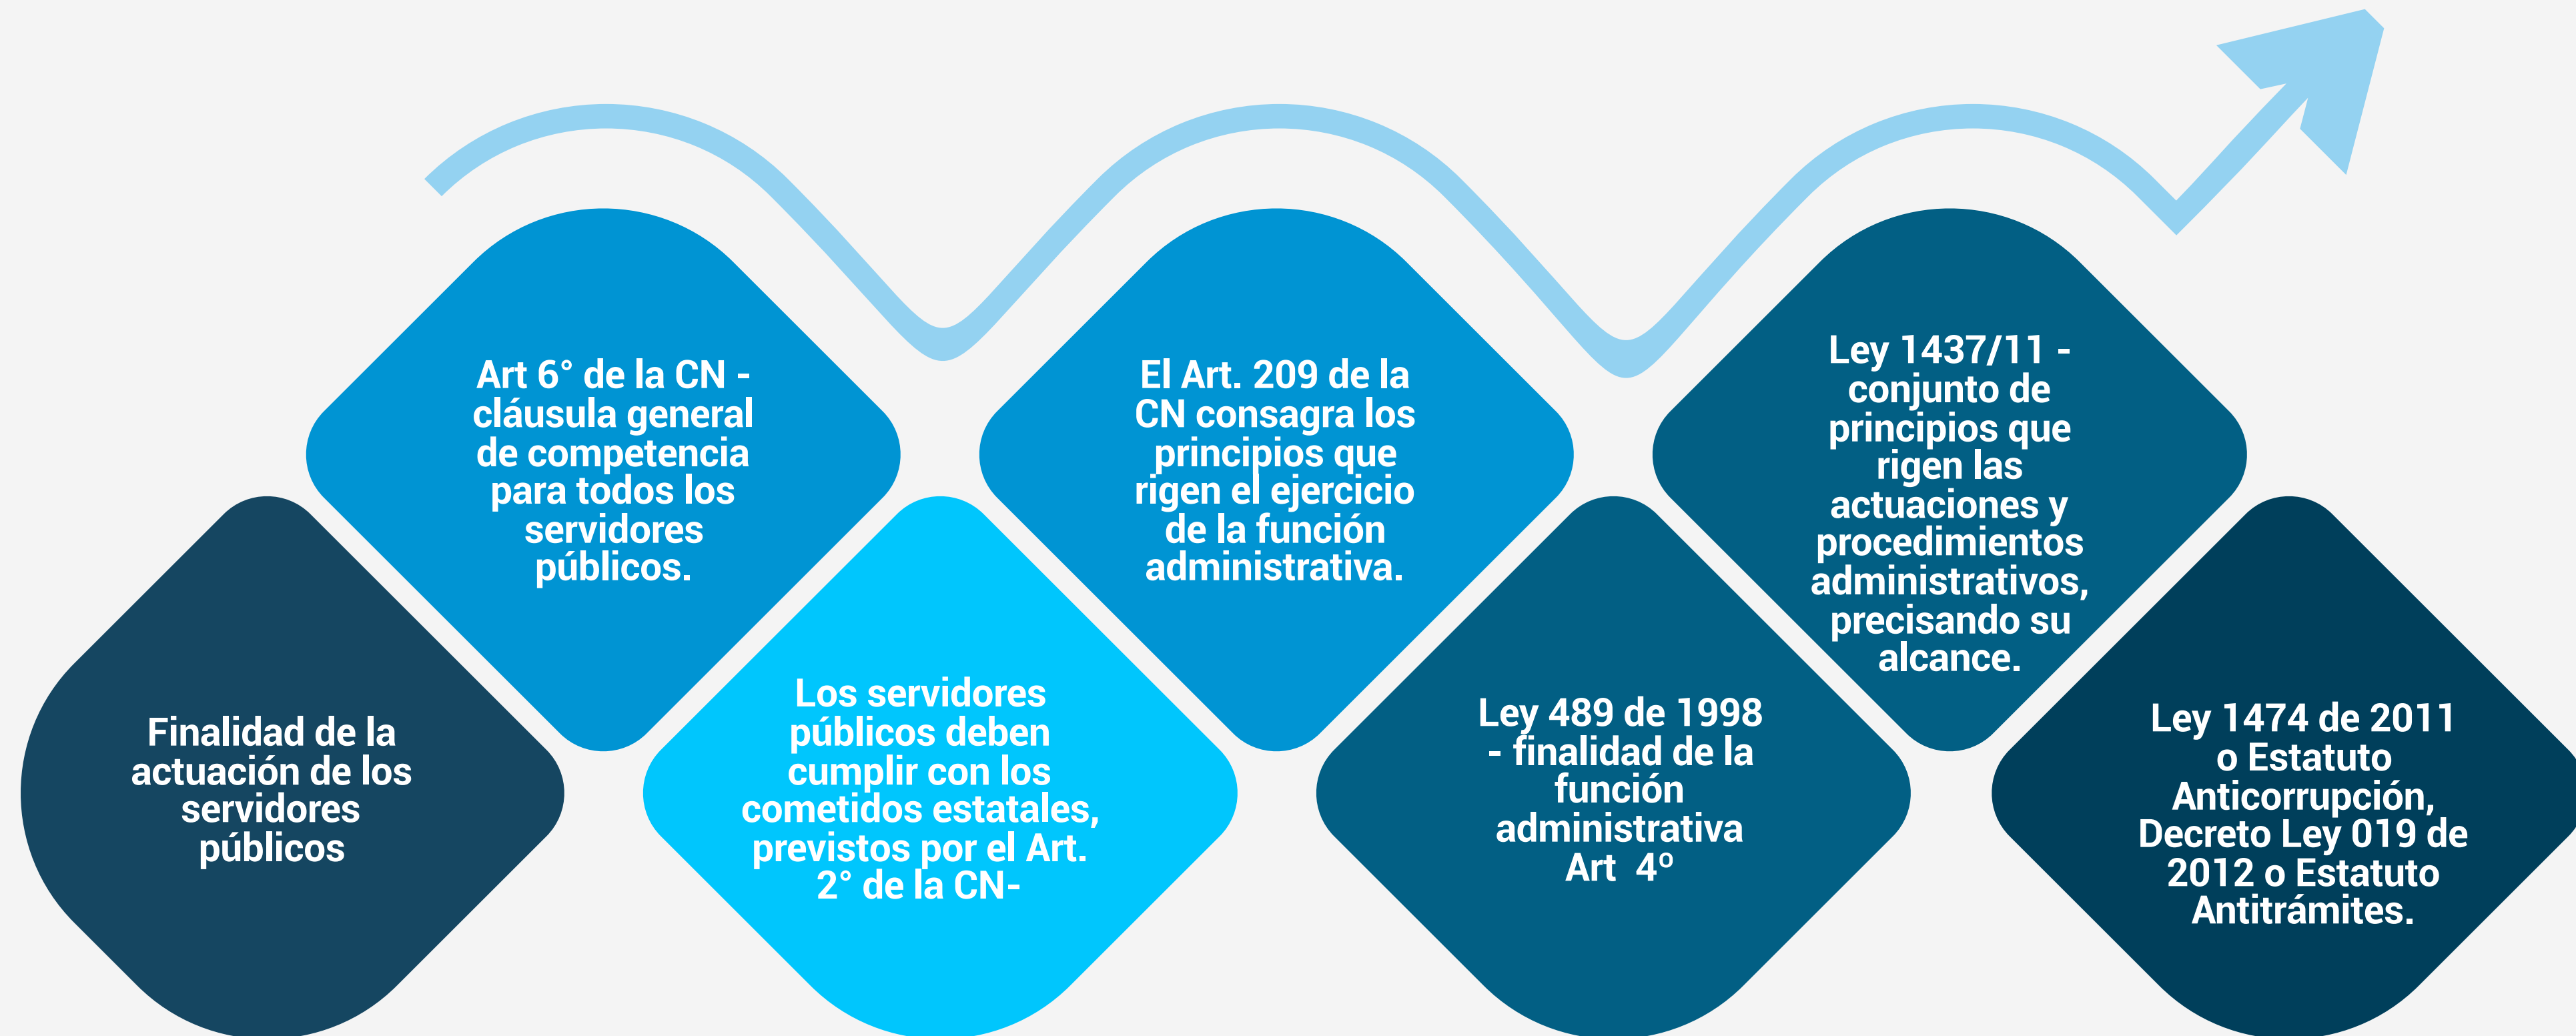 Finalidad de la
actuación de los
servidores
públicos
Art 6° de la CN -
cláusula general
de competencia
para todos los
servidores
públicos.
Los servidores
públicos deben
cumplir con los
cometidos estatales,
previstos por el Art.
2° de la CN-
El Art. 209 de la
CN consagra los
principios que
rigen el ejercicio
de la función
administrativa.
Ley 489 de 1998
- finalidad de la
función
administrativa
Art  4º
Ley 1437/11 -
conjunto de
principios que
rigen las
actuaciones y
procedimientos
administrativos,
precisando su
alcance.
Ley 1474 de 2011
o Estatuto
Anticorrupción,
Decreto Ley 019 de
2012 o Estatuto
Antitrámites.